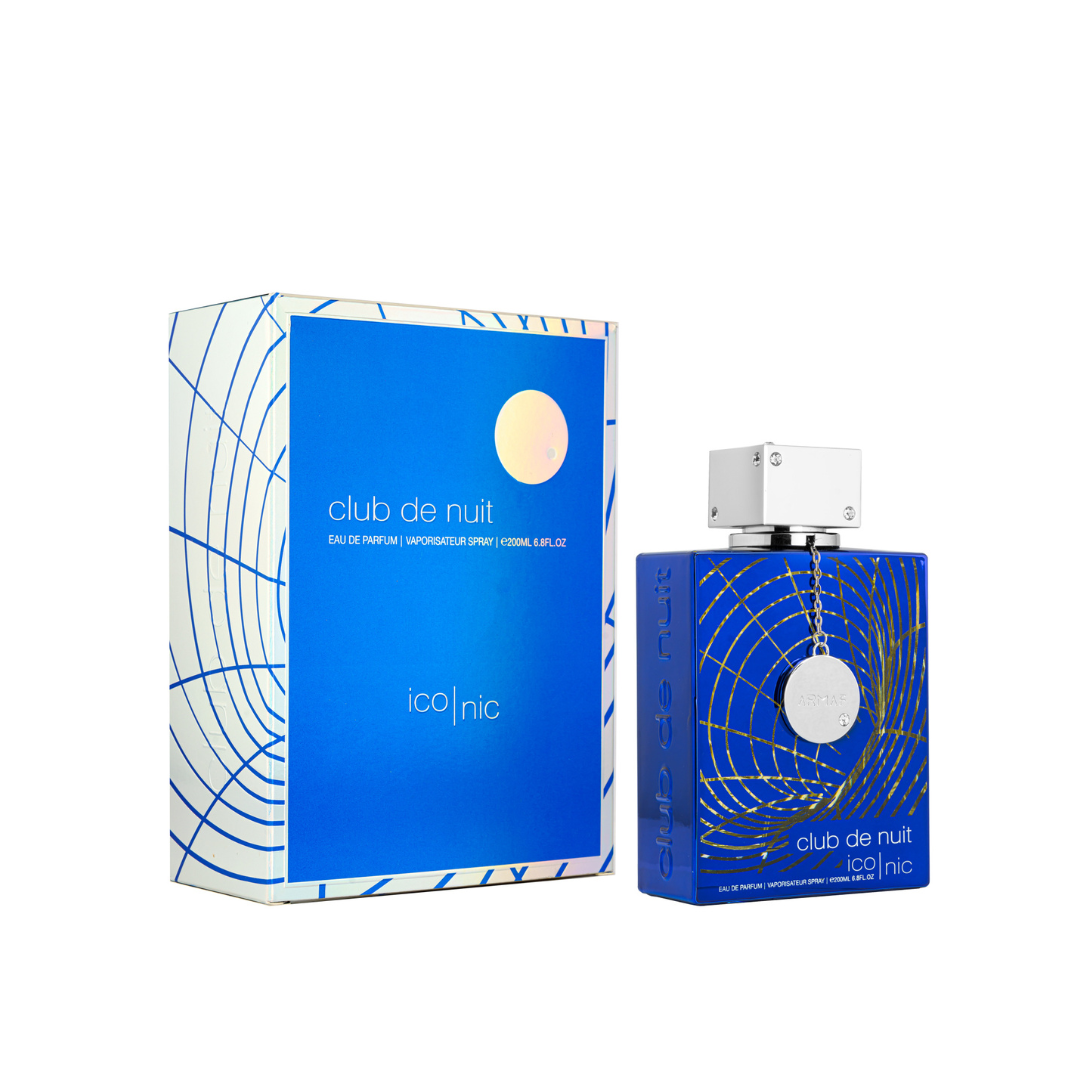 club de nuit
EAU DE PARFUM | VAPORISATEUR SPRAY | ℮200ML 6.8FL.OZ
ico|nic
club de nuit
ARMAF
club de nuit
ico|nic
EAU DE PARFUM | VAPORISATEUR SPRAY | ℮200ML 6.8FL.OZ